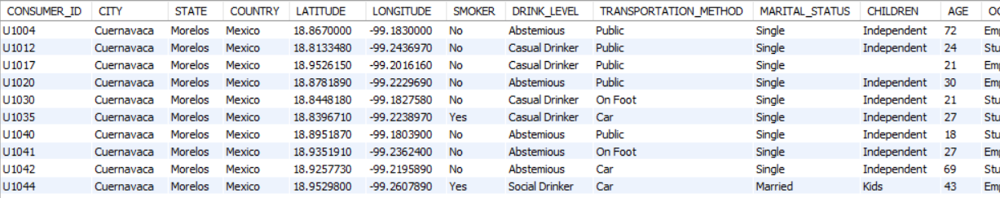 CONSUMER_ID CITY STATE COUNTRY LATITUDE LONGITUDE SMOKER DRINK_LEVEL TRANSPORTATION_METHOD MARITAL_STATUS CHILDREN AGE
U1004 Cuernavaca Morelos Mexico 18.8670000 -99.1830000 No Abstemious Public Single Independent 72 Em
U1012 Cuernavaca Morelos Mexico 18.8133480 -99.2436970 No Casual Drinker Public Single Independent 24 Stu
U1017 Cuernavaca Morelos Mexico 18.9526150 -99.2016160 No Casual Drinker Public Single 21 Em
U1020 Cuernavaca Morelos Mexico 18.8781890 -99.2229690 No Abstemious Public Single Independent 30 Em
U1030 Cuernavaca Morelos Mexico 18.8448180 -99.1827580 No Casual Drinker On Foot Single Independent 21 Stu
U1035 Cuernavaca Morelos Mexico 18.8396710 -99.2238970 Yes Casual Drinker Car Single Independent 27 Stu
U1040 Cuernavaca Morelos Mexico 18.8951870 -99.1803900 No Abstemious Public Single Independent 18 Stu
U1041 Cuernavaca Morelos Mexico 18.9351910 -99.2362400 No Abstemious On Foot Single Independent 27 Em
U1042 Cuernavaca Morelos Mexico 18.9257730 -99.2195890 No Abstemious Car Single Independent 69 Stu
U1044 Cuernavaca Morelos Mexico 18.9529800 -99.2607890 Yes Social Drinker Car Married Kids 43 Em